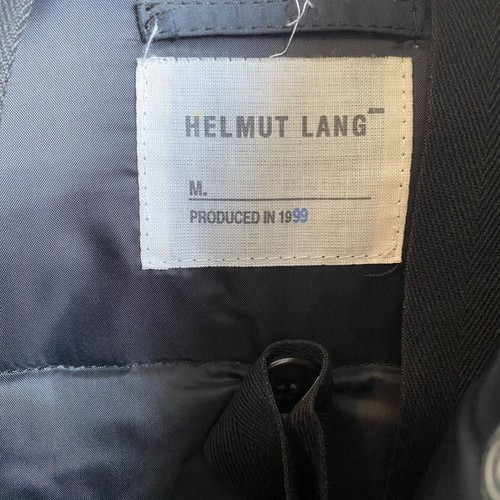 HELMUT LANG
M.
PRODUCED IN 1999